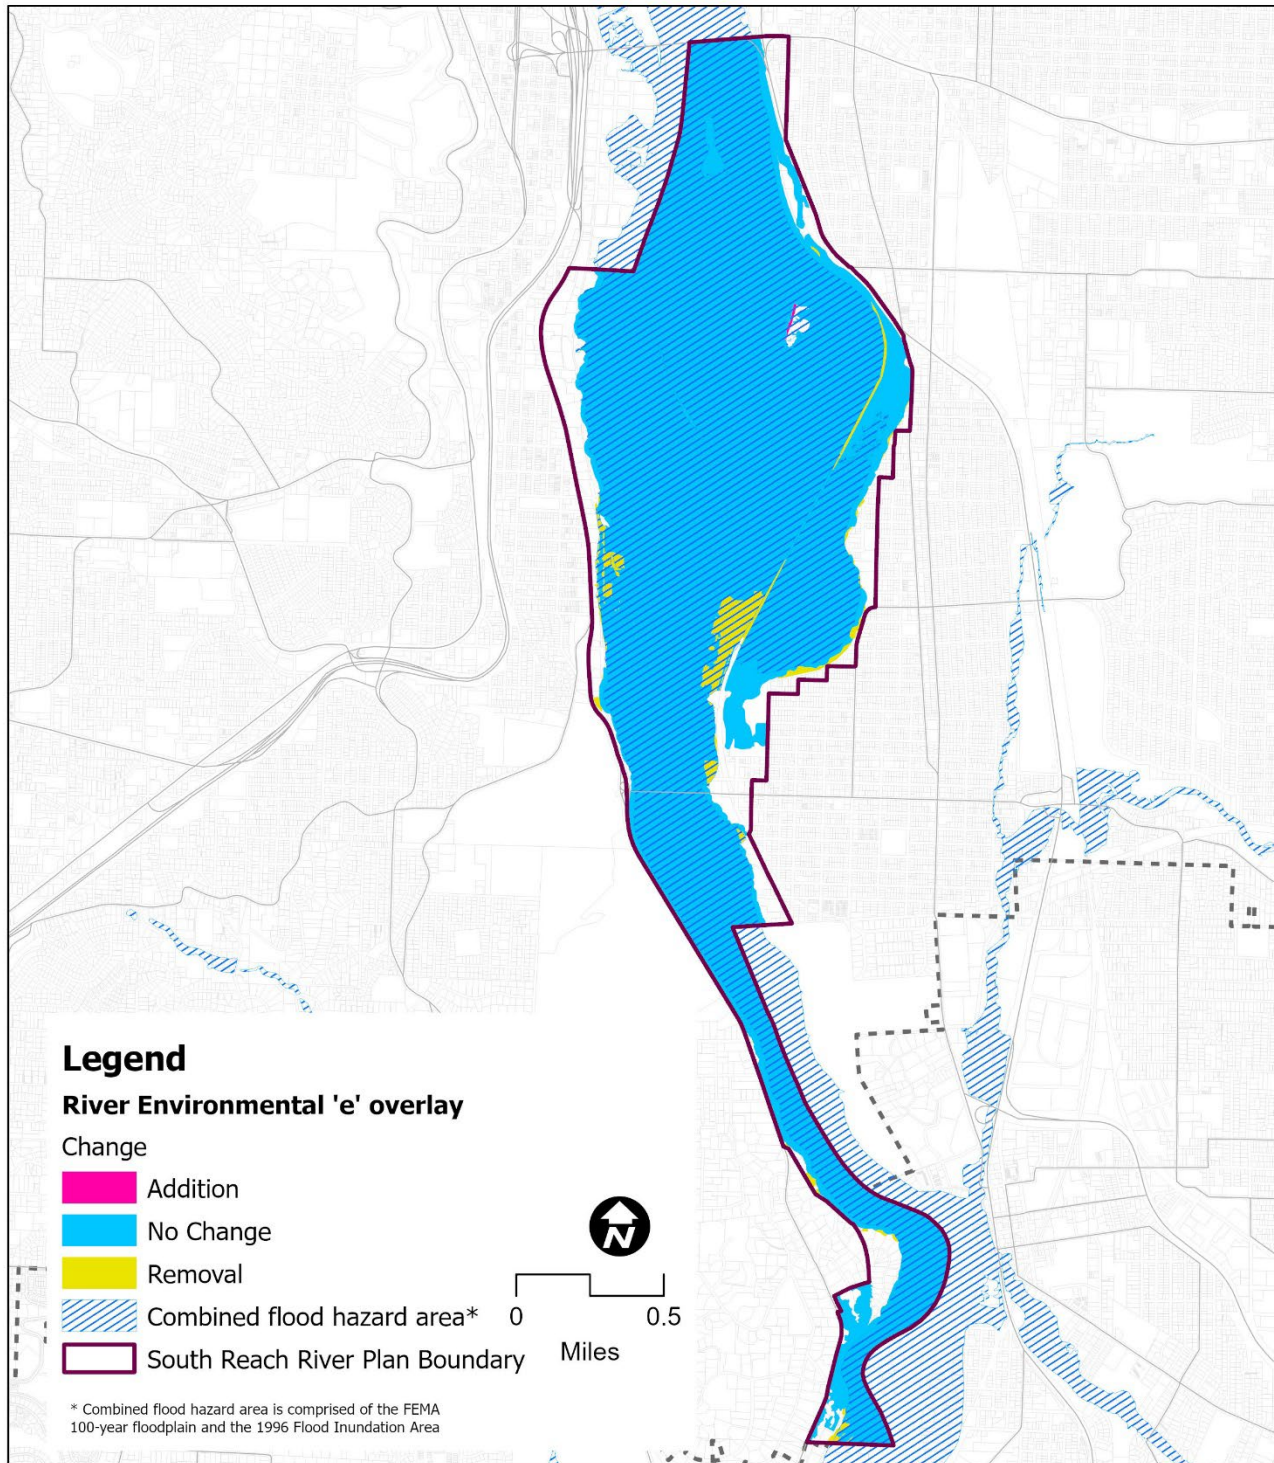 Legend
River Environmental 'e' overlay
Change
Addition
No Change
Removal
Combined flood hazard area*
South Reach River Plan Boundary
* Combined flood hazard area is comprised of the FEMA
100-year floodplain and the 1996 Flood Inundation Area
N
0 0.5
Miles